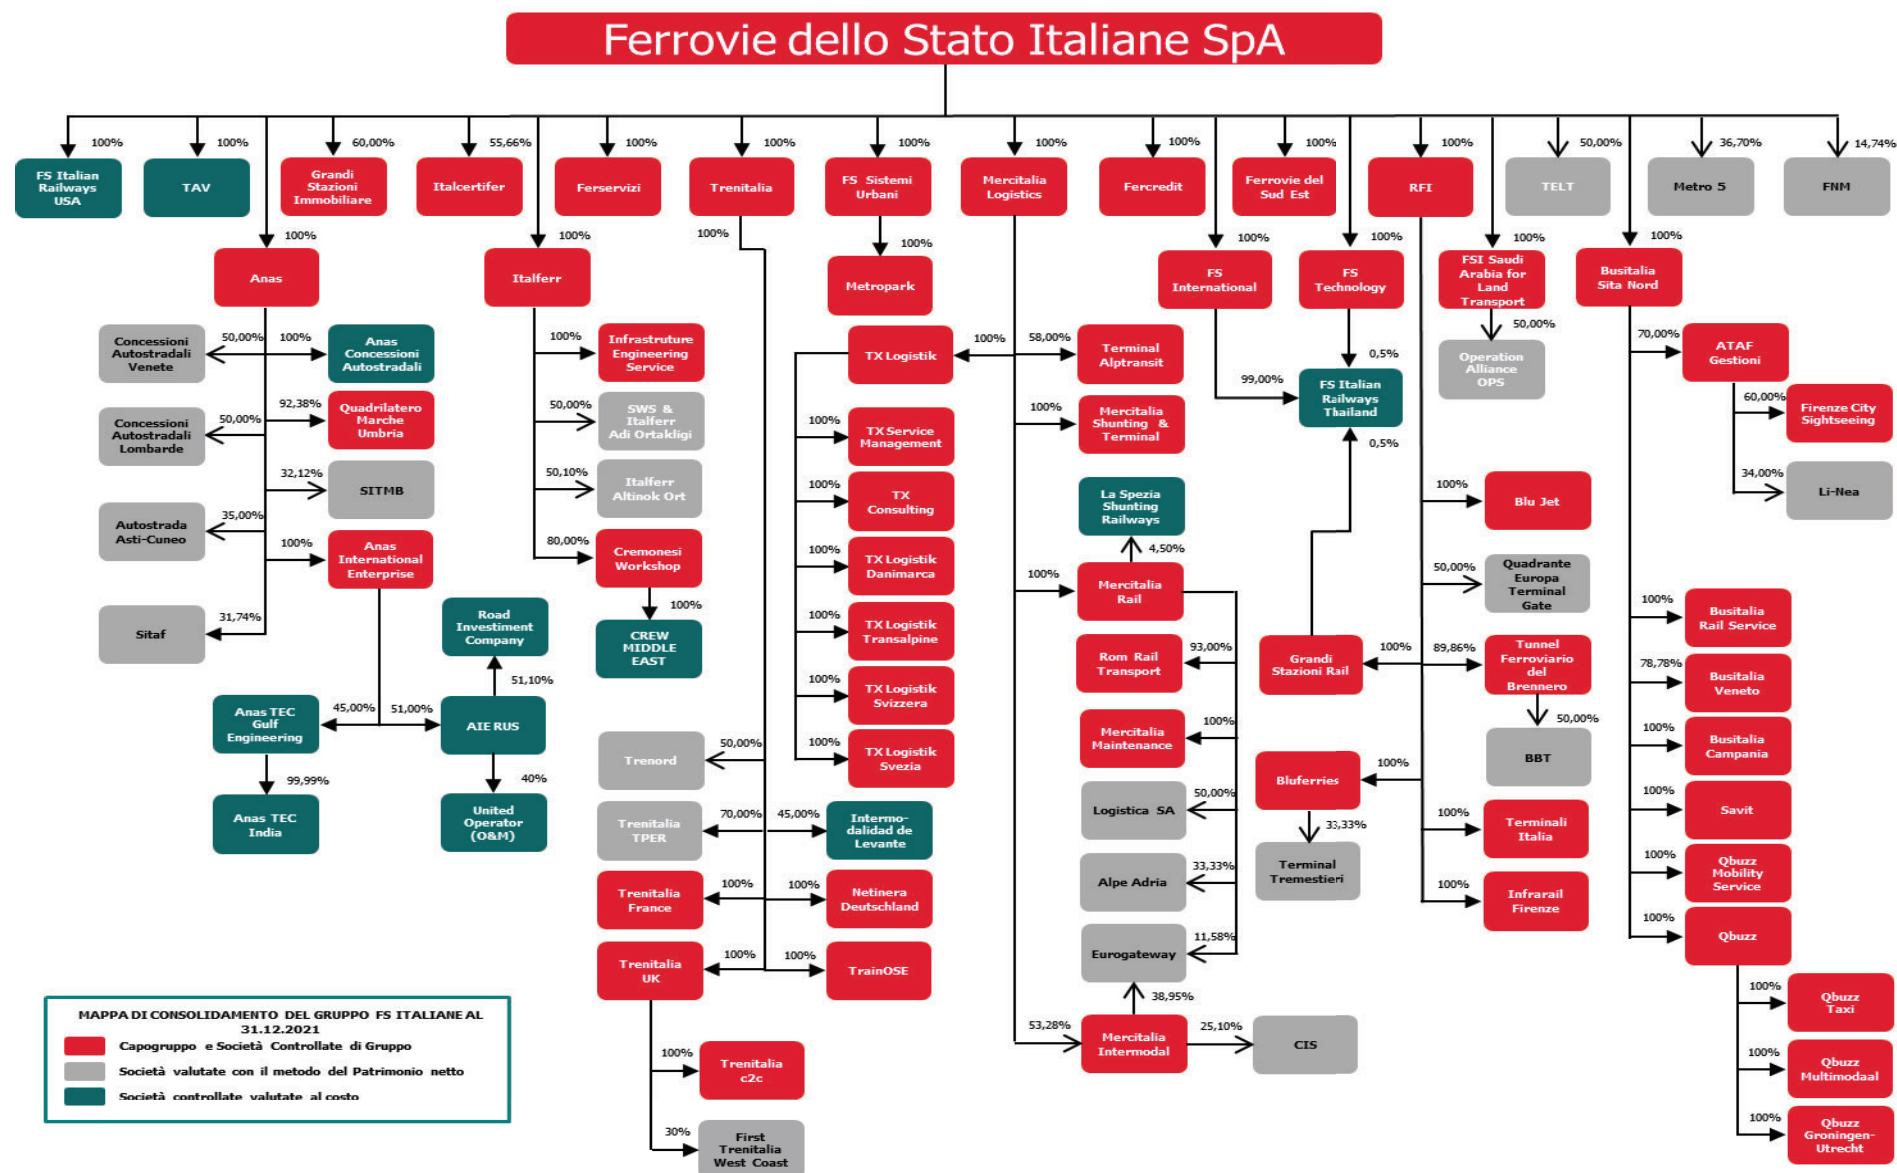 Ferrovie dello Stato Italiane SpA
100%
100%
60,00%
55,66%
100%
100%
100%
100%
100%
100%
100%
50,00%
36,70%
14,74%
FS Italian
Railways
USA
TAV
Grandi
Stazioni
Immobiliare
Italcertifer
Ferservizi
Trenitalia
FS Sistemi
Urbani
Mercitalia
Logistics
Fercredit
Ferrovie del
Sud Est
RFI
TELT
Metro 5
FNM
100%
100%
100%
100%
100%
100%
100%
100%
Anas
Italferr
Metropark
FS
International
FS
Technology
FSI Saudi
Arabia for
Land
Transport
Busitalia
Sita Nord
Concessioni
Autostradali
Venete
50,00%
100%
Anas
Concessioni
Autostradali
Concessioni
Autostradali
Lombarde
50,00%
92,38%
Quadrilatero
Marche
Umbria
32,12%
SITMB
Autostrada
Asti-Cuneo
35,00%
100%
Anas
International
Enterprise
Sitaf
31,74%
Anas TEC
Gulf
Engineering
45,00%
51,00%
AIE RUS
51,10%
Road
Investiment
Company
99,99%
Anas TEC
India
40%
United
Operator
(O&M)
100%
Infrastruture
Engineering
Service
50,00%
SWS &
Italferr
Adi Ortakligi
50,10%
Italferr
Altinok Ort
80,00%
Cremonesi
Workshop
100%
CREW
MIDDLE
EAST
50,00%
Trenord
70,00%
Trenitalia
TPER
45,00%
Intermo-
dalidad de
Levante
100%
Trenitalia
France
100%
Netinera
Deutschland
100%
Trenitalia
UK
100%
TrainOSE
100%
Trenitalia
c2c
30%
First
Trenitalia
West Coast
TX Logistik
100%
100%
TX Service
Management
100%
TX
Consulting
100%
TX Logistik
Danimarca
100%
TX Logistik
Transalpine
100%
TX Logistik
Svizzera
100%
TX Logistik
Svezia
58,00%
Terminal
Alptransit
100%
Mercitalia
Shunting &
Terminal
La Spezia
Shunting
Railways
4,50%
100%
Mercitalia
Rail
93,00%
Rom Rail
Transport
100%
Mercitalia
Maintenance
50,00%
Logistica SA
33,33%
Alpe Adria
11,58%
Eurogateway
38,95%
53,28%
Mercitalia
Intermodal
25,10%
CIS
99,00%
0,5%
FS Italian
Railways
Thailand
0,5%
50,00%
Operation
Alliance
OPS
100%
Blu Jet
50,00%
Quadrante
Europa
Terminal
Gate
Grandi
Stazioni Rail
100%
89,86%
Tunnel
Ferroviario
del
Brennero
50,00%
BBT
Bluferries
100%
33,33%
Terminal
Tremestieri
100%
Terminali
Italia
100%
Infrarail
Firenze
70,00%
ATAF
Gestioni
60,00%
Firenze City
Sightseeing
34,00%
Li-Nea
100%
Busitalia
Rail Service
78,78%
Busitalia
Veneto
100%
Busitalia
Campania
100%
Savit
100%
Qbuzz
Mobility
Service
100%
Qbuzz
100%
Qbuzz
Taxi
100%
Qbuzz
Multimodaal
100%
Qbuzz
Groningen-
Utrecht
MAPPA DI CONSOLIDAMENTO DEL GRUPPO FS ITALIANE AL
31.12.2021
Capogruppo e Società Controllate di Gruppo
Società valutate con il metodo del Patrimonio netto
Società controllate valutate al costo